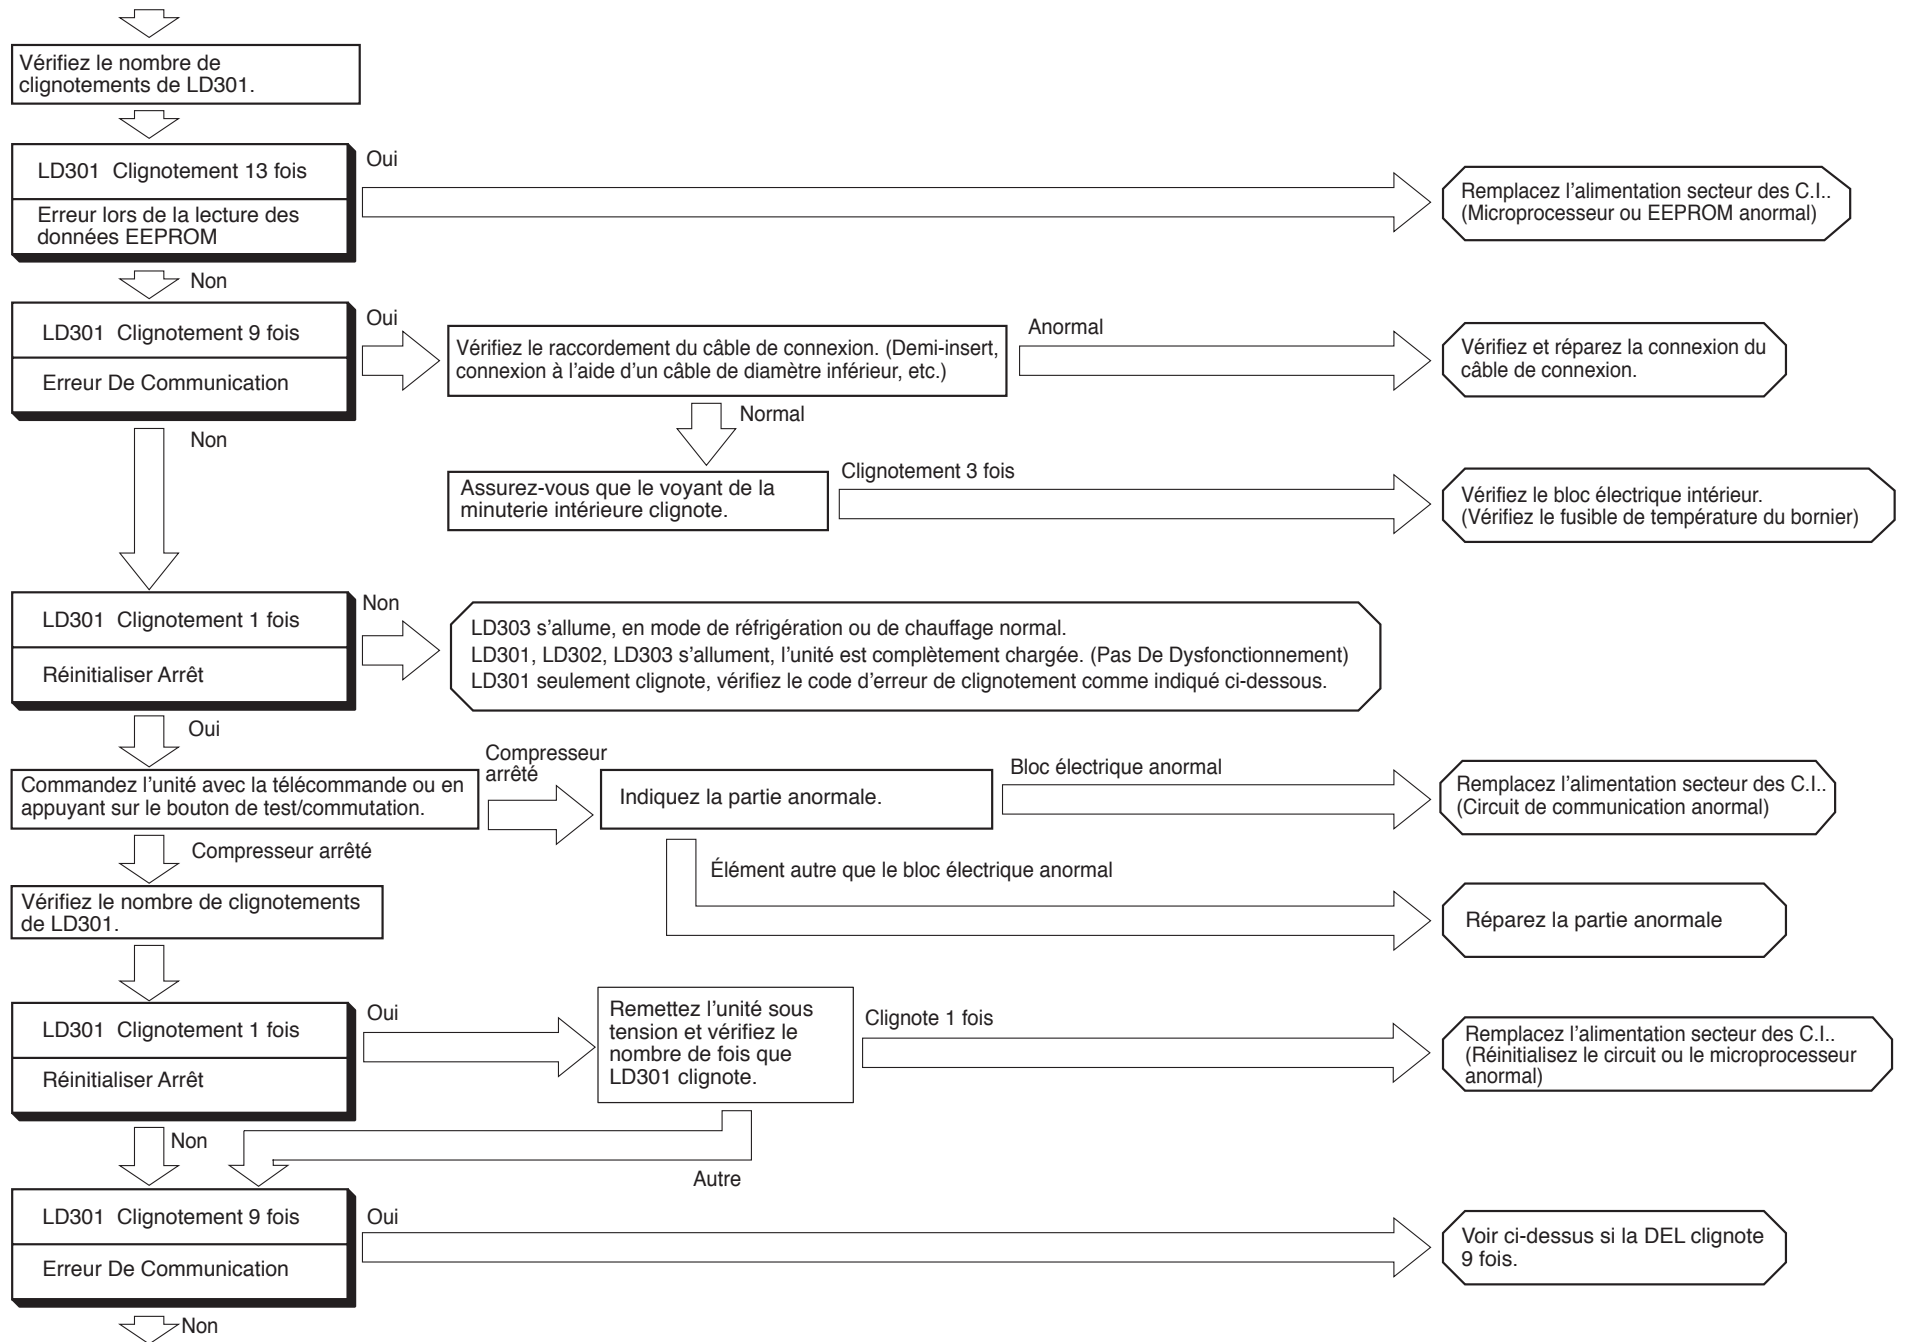 Vérifiez le nombre de
clignotements de LD301.
LD301 Clignotement 13 fois
Erreur lors de la lecture des
données EEPROM
Oui
Remplacez l'alimentation secteur des C.I..
(Microprocesseur ou EEPROM anormal)
Non
LD301 Clignotement 9 fois
Erreur De Communication
Oui
Vérifiez le raccordement du câble de connexion. (Demi-insert,
connexion à l'aide d'un câble de diamètre inférieur, etc.)
Anormal
Vérifiez et réparez la connexion du
câble de connexion.
Normal
Non
Assurez-vous que le voyant de la
minuterie intérieure clignote.
Clignotement 3 fois
Vérifiez le bloc électrique intérieur.
(Vérifiez le fusible de température du bornier)
LD301 Clignotement 1 fois
Réinitialiser Arrêt
Non
LD303 s'allume, en mode de réfrigération ou de chauffage normal.
LD301, LD302, LD303 s'allument, l'unité est complètement chargée. (Pas De Dysfonctionnement)
LD301 seulement clignote, vérifiez le code d'erreur de clignotement comme indiqué ci-dessous.
Oui
Commandez l'unité avec la télécommande ou en
appuyant sur le bouton de test/commutation.
Compresseur
arrêté
Indiquez la partie anormale.
Bloc électrique anormal
Remplacez l'alimentation secteur des C.I..
(Circuit de communication anormal)
Compresseur arrêté
Élément autre que le bloc électrique anormal
Réparez la partie anormale
Vérifiez le nombre de clignotements
de LD301.
LD301 Clignotement 1 fois
Réinitialiser Arrêt
Oui
Remettez l'unité sous
tension et vérifiez le
nombre de fois que
LD301 clignote.
Clignote 1 fois
Remplacez l'alimentation secteur des C.I..
(Réinitialisez le circuit ou le microprocesseur
anormal)
Non
Autre
LD301 Clignotement 9 fois
Erreur De Communication
Oui
Voir ci-dessus si la DEL clignote
9 fois.
Non